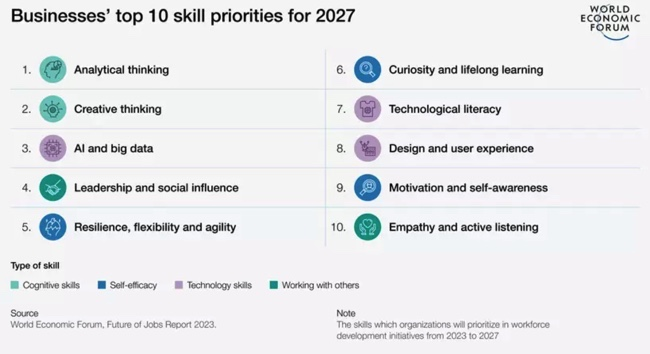 Businesses' top 10 skill priorities for 2027
WORLD
ECONOMIC
FORUM
1. Analytical thinking
2. Creative thinking
3. AI and big data
4. Leadership and social influence
5. Resilience, flexibility and agility
6. Curiosity and lifelong learning
7. Technological literacy
8. Design and user experience
9. Motivation and self-awareness
10. Empathy and active listening
Type of skill
Cognitive skills
Self-efficacy
Technology skills
Working with others
Source
World Economic Forum, Future of Jobs Report 2023.
Note
The skills which organizations will prioritize in workforce
development initiatives from 2023 to 2027